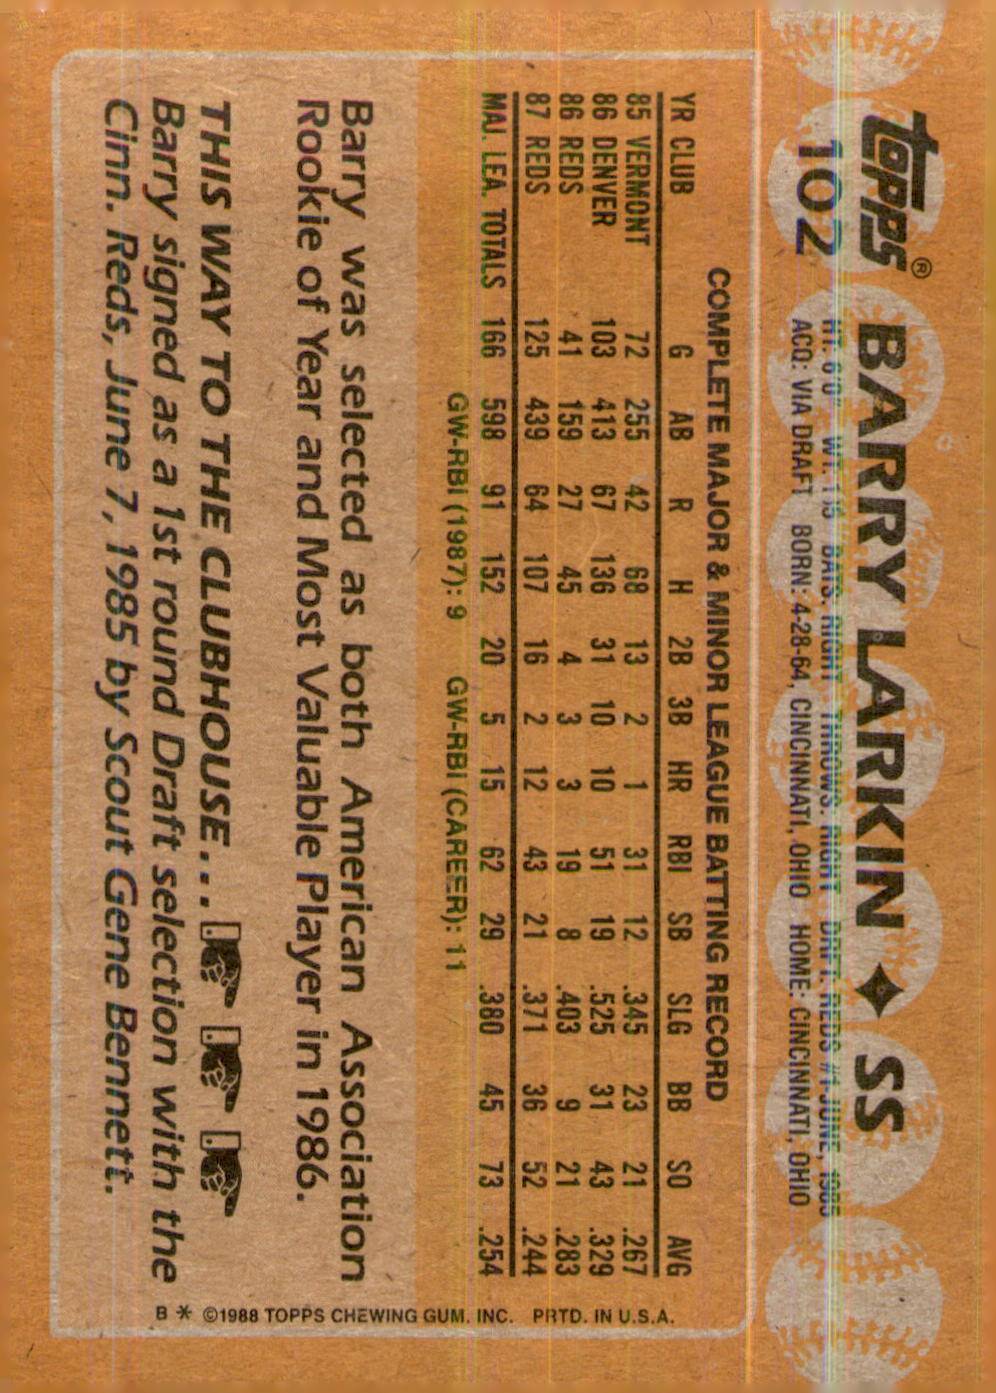 topps®
BARRY LARKIN ✦ SS
102
HT: 6'0" WT: 175 BATS: RIGHT THROWS: RIGHT DRFT: REDS #1-JUNE, 1985
ACQ: VIA DRAFT BORN: 4-28-64, CINCINNATI, OHIO HOME: CINCINNATI, OHIO
COMPLETE MAJOR & MINOR LEAGUE BATTING RECORD
YR CLUB G AB R H 2B 3B HR RBI SB SLG BB SO AVG
85 VERMONT 72 255 42 68 13 2 1 31 12 .345 23 21 .267
86 DENVER 103 413 67 136 31 10 10 51 19 .525 31 43 .329
86 REDS 41 159 27 45 4 3 3 19 8 .403 9 21 .283
87 REDS 125 439 64 107 16 2 12 43 21 .371 36 52 .244
MAJ. LEA. TOTALS 166 598 91 152 20 5 15 62 29 .380 45 73 .254
GW-RBI (1987): 9 GW-RBI (CAREER): 11
Barry was selected as both American Association
Rookie of Year and Most Valuable Player in 1986.
THIS WAY TO THE CLUBHOUSE...
Barry signed as a 1st round Draft selection with the
Cinn. Reds, June 7, 1985 by Scout Gene Bennett.
B * ©1988 TOPPS CHEWING GUM, INC. PRTD. IN U.S.A.